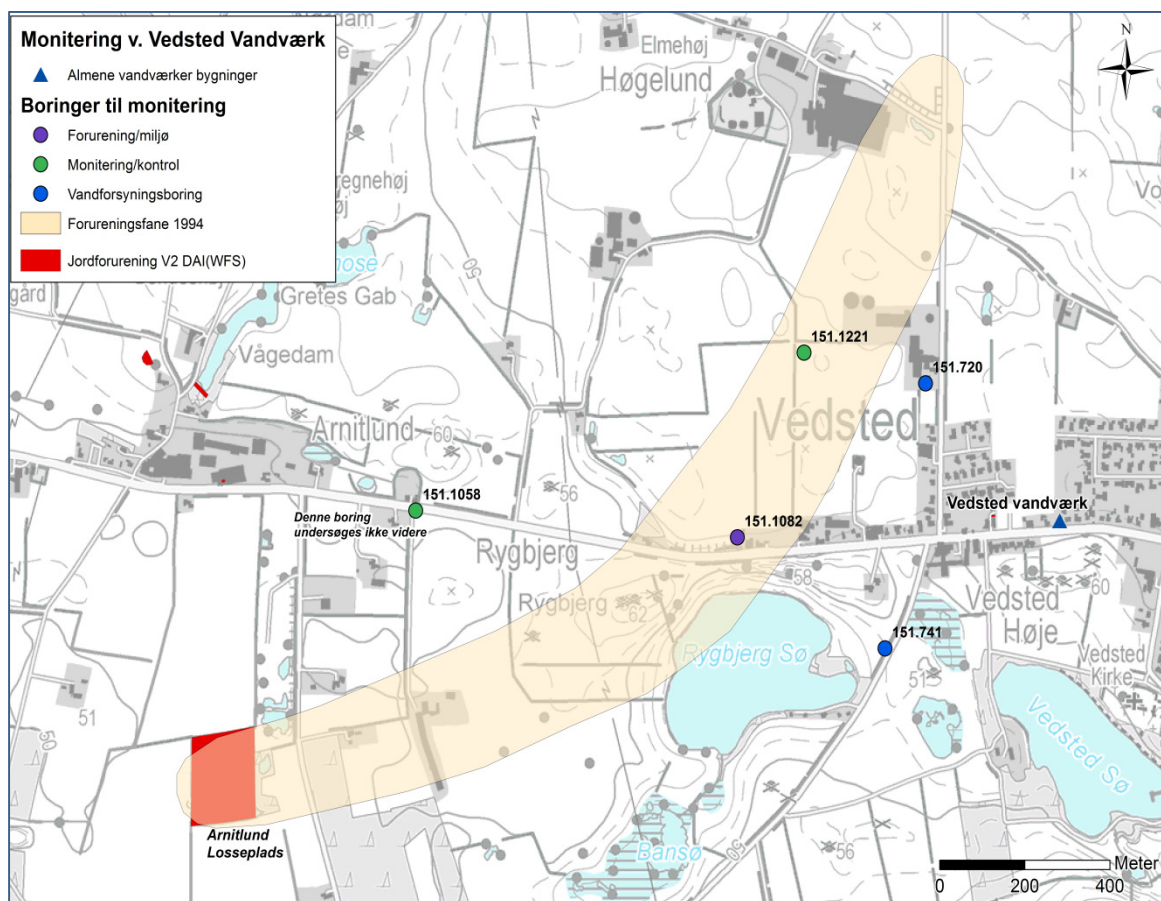 Monitering v. Vedsted Vandværk
Almene vandværker bygninger
Boringer til monitering
Forurening/miljø
Monitering/kontrol
Vandforsyningsboring
Forureningsfane 1994
Jordforurening V2 DAI(WFS)
N
Elmehøj
Høgelund
Gretes Gab
Vågedam
50
151.1221
151.720
Arnitlund
60
Vedsted
56
151.1058
Denne boring
undersøges ikke videre
Vedsted vandværk
151.1082
Rygbjerg
58
60
Rygbjerg
62
Vedsted
Høje
151.741
Rygbjerg Sø
Vedsted
Kirke
51
51
50
Vedsted Sø
Arnitlund
Losseplads
Bansø
50
56
Meter
0 200 400